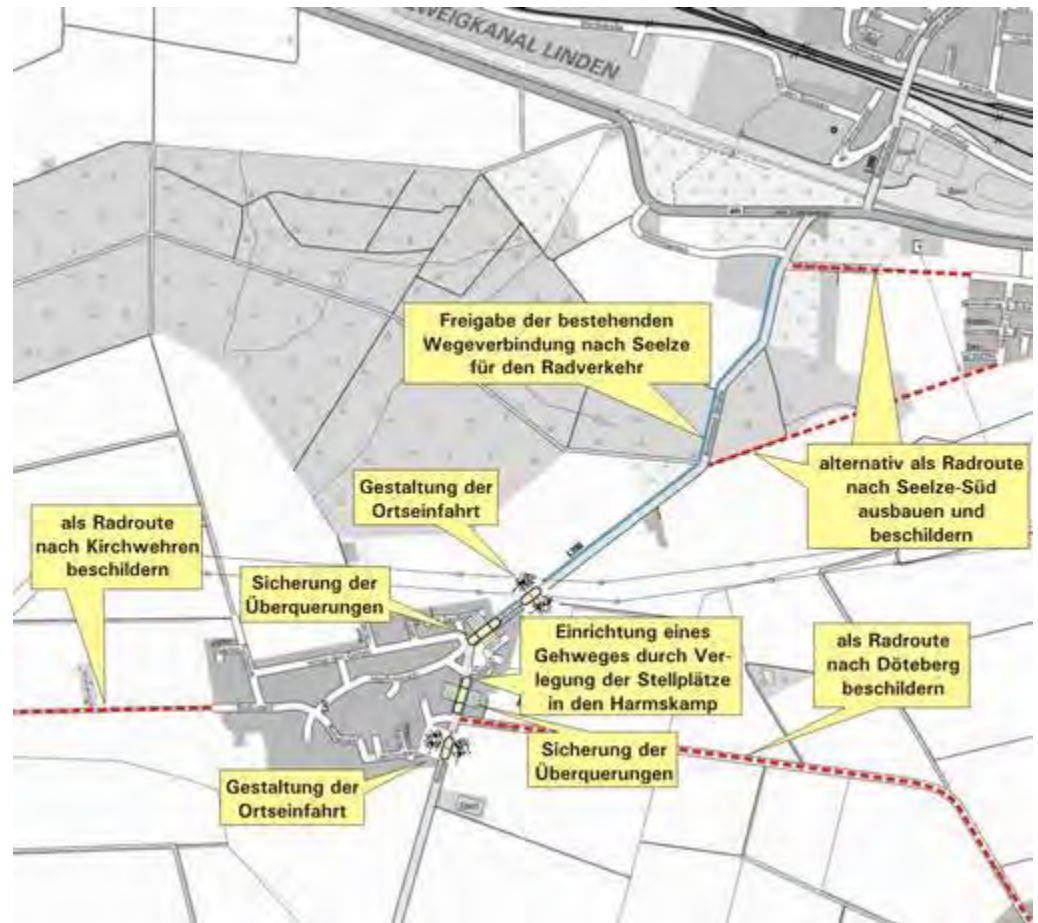 ZWEIGKANAL LINDEN
Freigabe der bestehenden
Wegeverbindung nach Seelze
für den Radverkehr
alternativ als Radroute
nach Seelze-Süd
ausbauen und
beschildern
Gestaltung der
Ortseinfahrt
als Radroute
nach Kirchwehren
beschildern
Sicherung der
Überquerungen
Einrichtung eines
Gehweges durch Ver-
legung der Stellplätze
in den Harmskamp
als Radroute
nach Döteberg
beschildern
Sicherung der
Überquerungen
Gestaltung der
Ortseinfahrt